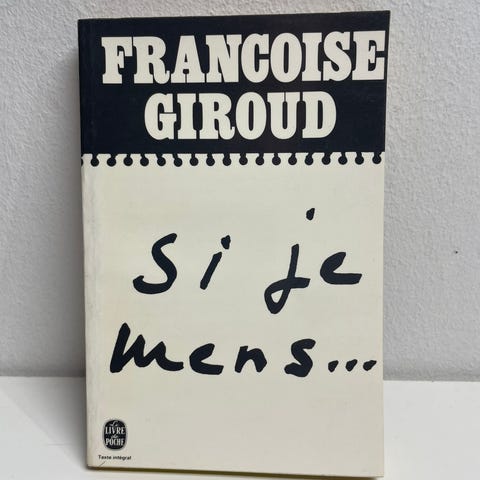 FRANCOISE
GIROUD
si je
mens...
Le
LIVRE
de
POCHE
Texte intégral